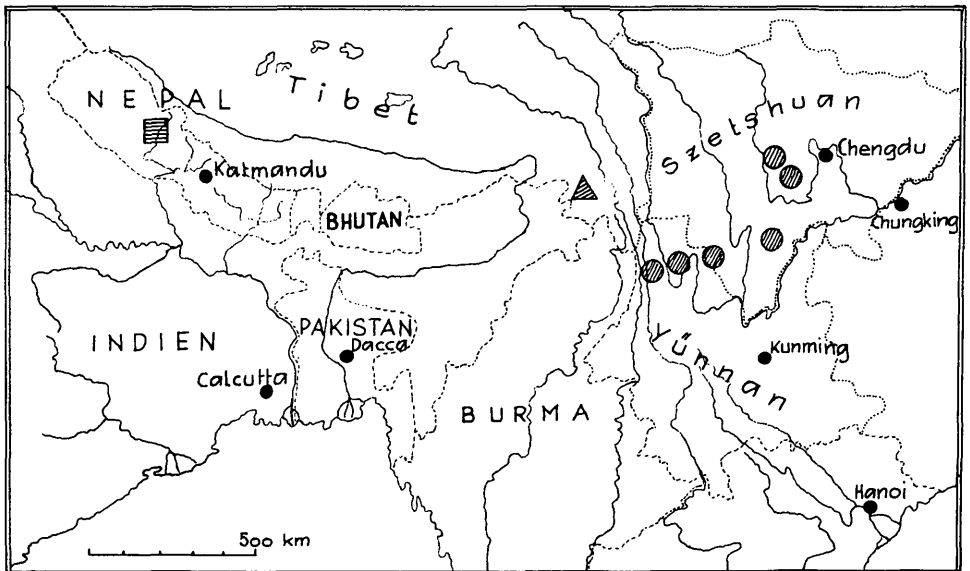 NEPAL
Tibet
Szetshuan
Chengdu
Katmandu
BHUTAN
Chungking
INDIEN
PAKISTAN
Dacca
Yünnan
Kunming
Calcutta
BURMA
Hanoi
500 km